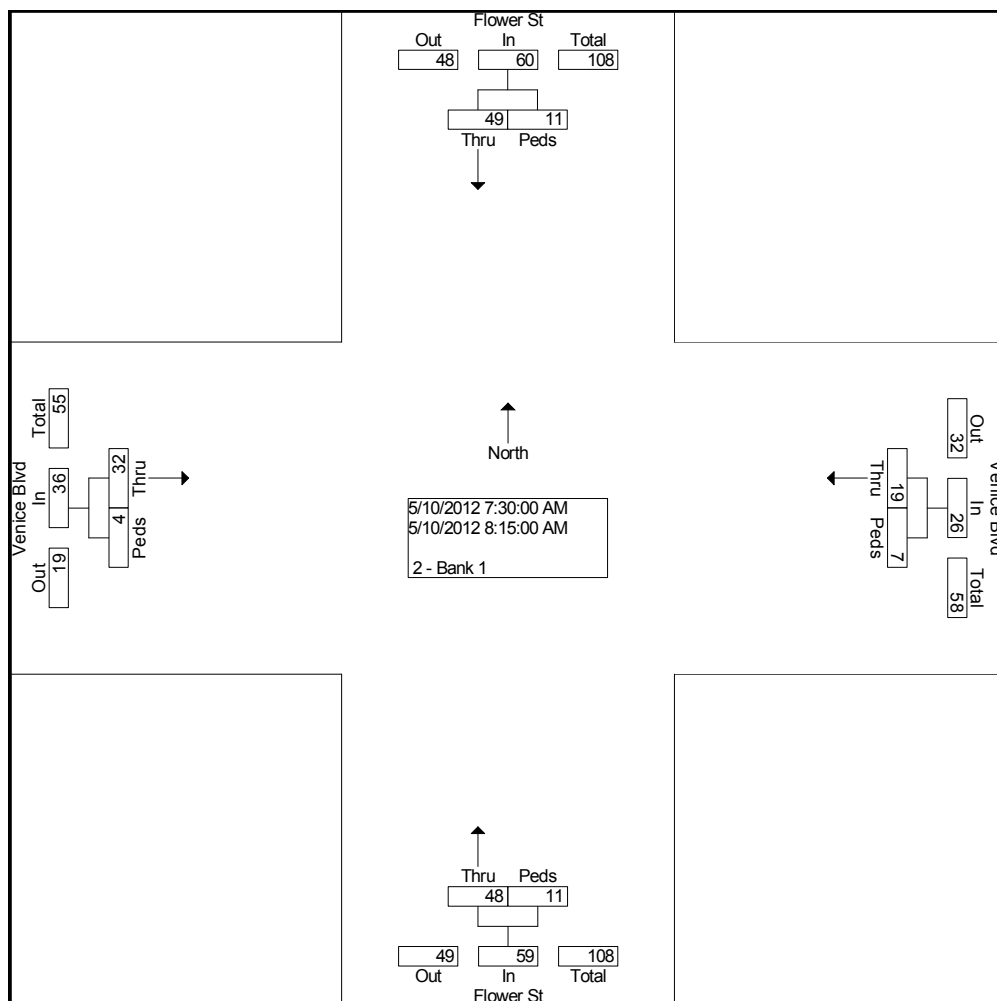 Flower St
Out In Total
48 60 108
49 11
Thru Peds
Total 55
In 36
Out 19
Venice Blvd
32 4
Thru Peds
North
5/10/2012 7:30:00 AM
5/10/2012 8:15:00 AM
2 - Bank 1
Out 32
In 26
Total 58
Venice Blvd
19 7
Thru Peds
Thru Peds
48 11
49 59 108
Out In Total
Flower St